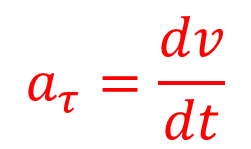 a_τ = dv/dt